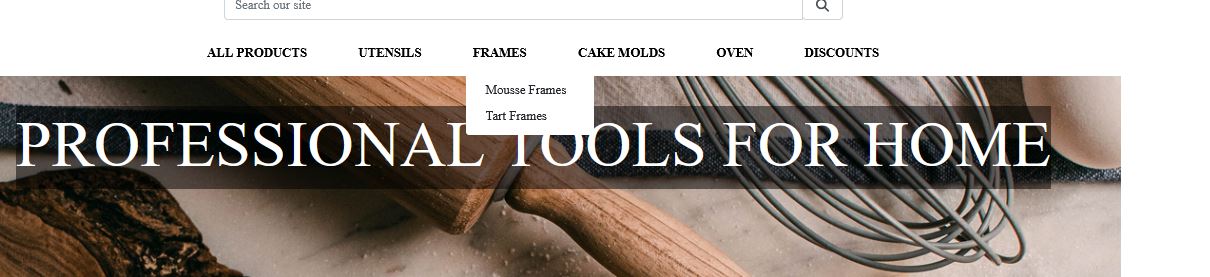 Search our site
ALL PRODUCTS UTENSILS FRAMES CAKE MOLDS OVEN DISCOUNTS
Mousse Frames
Tart Frames
PROFESSIONAL TOOLS FOR HOME